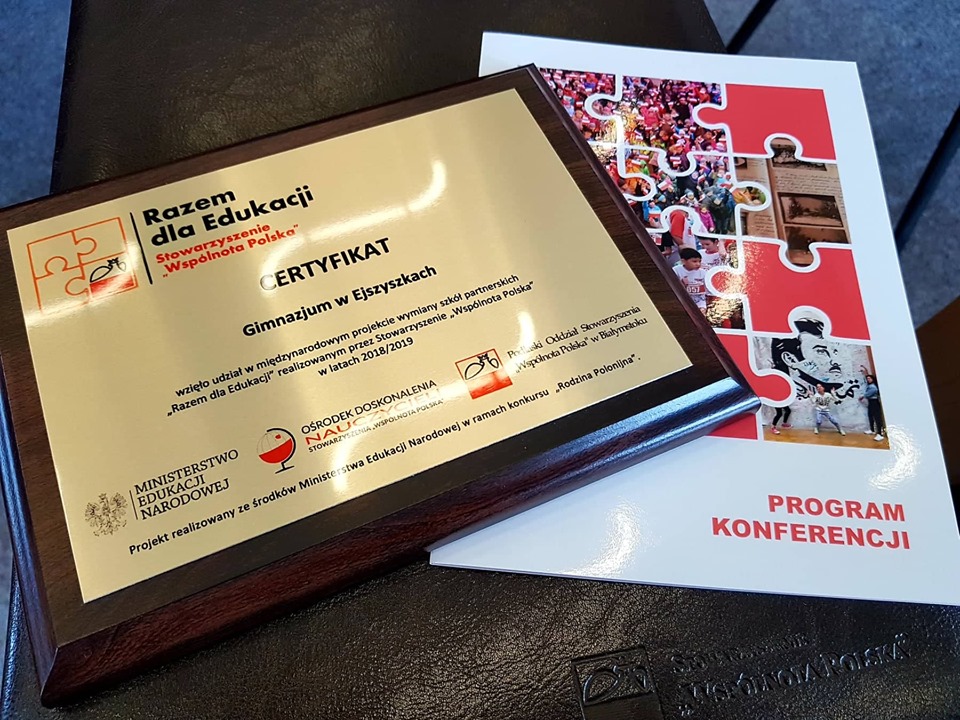 Razem
dla Edukacji
Stowarzyszenie
„Wspólnota Polska"
CERTYFIKAT
Gimnazjum w Ejszyszkach
wzięło udział w międzynarodowym projekcie wymiany szkół partnerskich
„Razem dla Edukacji" realizowanym przez Stowarzyszenie „Wspólnota Polska"
w latach 2018/2019
MINISTERSTWO
EDUKACJI
NARODOWEJ
OŚRODEK DOSKONALENIA
NAUCZYCIELI
STOWARZYSZENIA „WSPÓLNOTA POLSKA"
Podlaski Oddział Stowarzyszenia
„Wspólnota Polska" w Białymstoku
Projekt realizowany ze środków Ministerstwa Edukacji Narodowej w ramach konkursu „Rodzina Polonijna".
PROGRAM
KONFERENCJI
„WSPÓLNOTA POLSKA"